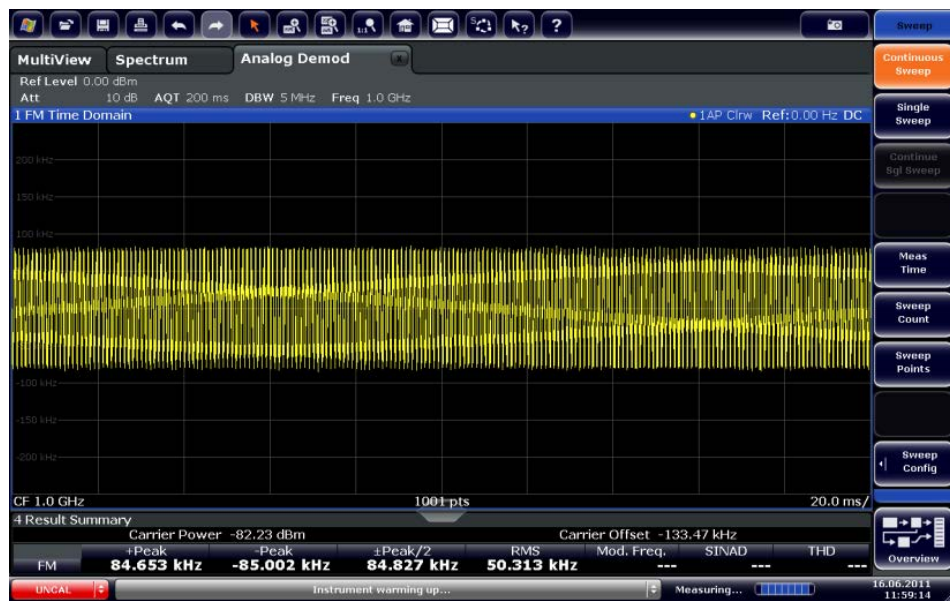 1:1
S
?
?
MultiView Spectrum Analog Demod x
Ref Level 0.00 dBm
Att 10 dB AQT 200 ms DBW 5 MHz Freq 1.0 GHz
1 FM Time Domain 1AP Clrw Ref:0.00 Hz DC
200 kHz
150 kHz
100 kHz
-100 kHz
-150 kHz
-200 kHz
CF 1.0 GHz 1001 pts 20.0 ms/
4 Result Summary
Carrier Power -82.23 dBm Carrier Offset -133.47 kHz
+Peak -Peak ±Peak/2 RMS Mod. Freq. SINAD THD
FM 84.653 kHz -85.002 kHz 84.827 kHz 50.313 kHz --- --- ---
UNCAL Instrument warming up... Measuring... 16.06.2011
11:59:14
Sweep
Continuous
Sweep
Single
Sweep
Continue
Sgl Sweep
Meas
Time
Sweep
Count
Sweep
Points
Sweep
Config
Overview